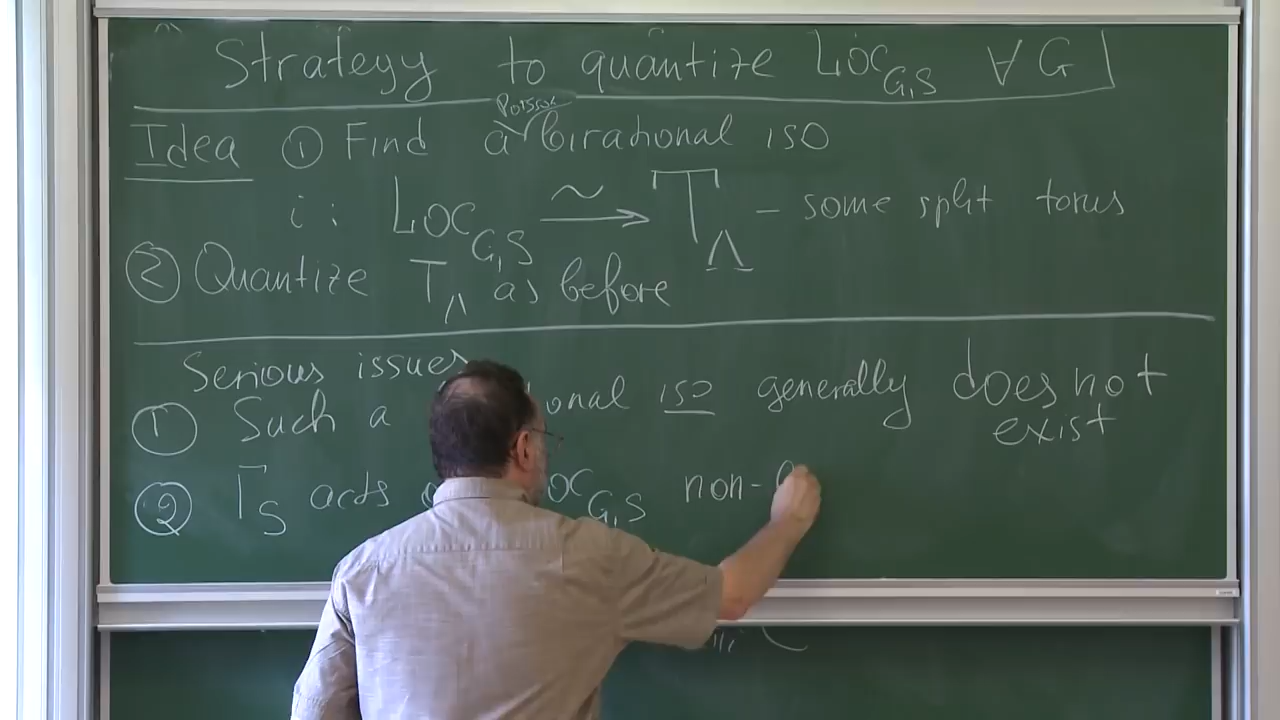 Strategy to quantize Loc_{G,S} ∀ G
Poisson
Idea ① Find a birational iso
i : Loc_{G,S} ⥲ T_Λ - some split torus
② Quantize T_Λ as before
Serious issues
① Such a onal iso generally does not
exist
② Γ_S acts oc_{G,S} non-